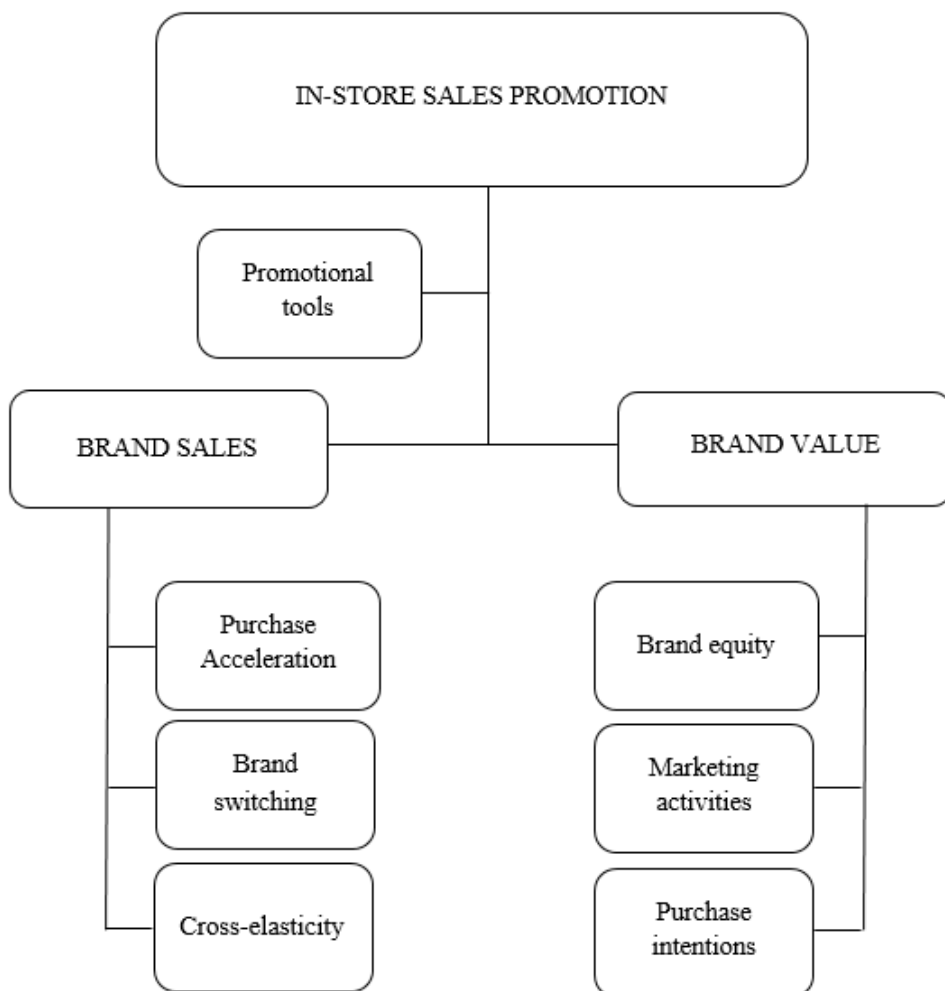 IN-STORE SALES PROMOTION
Promotional
tools
BRAND SALES
BRAND VALUE
Purchase
Acceleration
Brand
switching
Cross-elasticity
Brand equity
Marketing
activities
Purchase
intentions